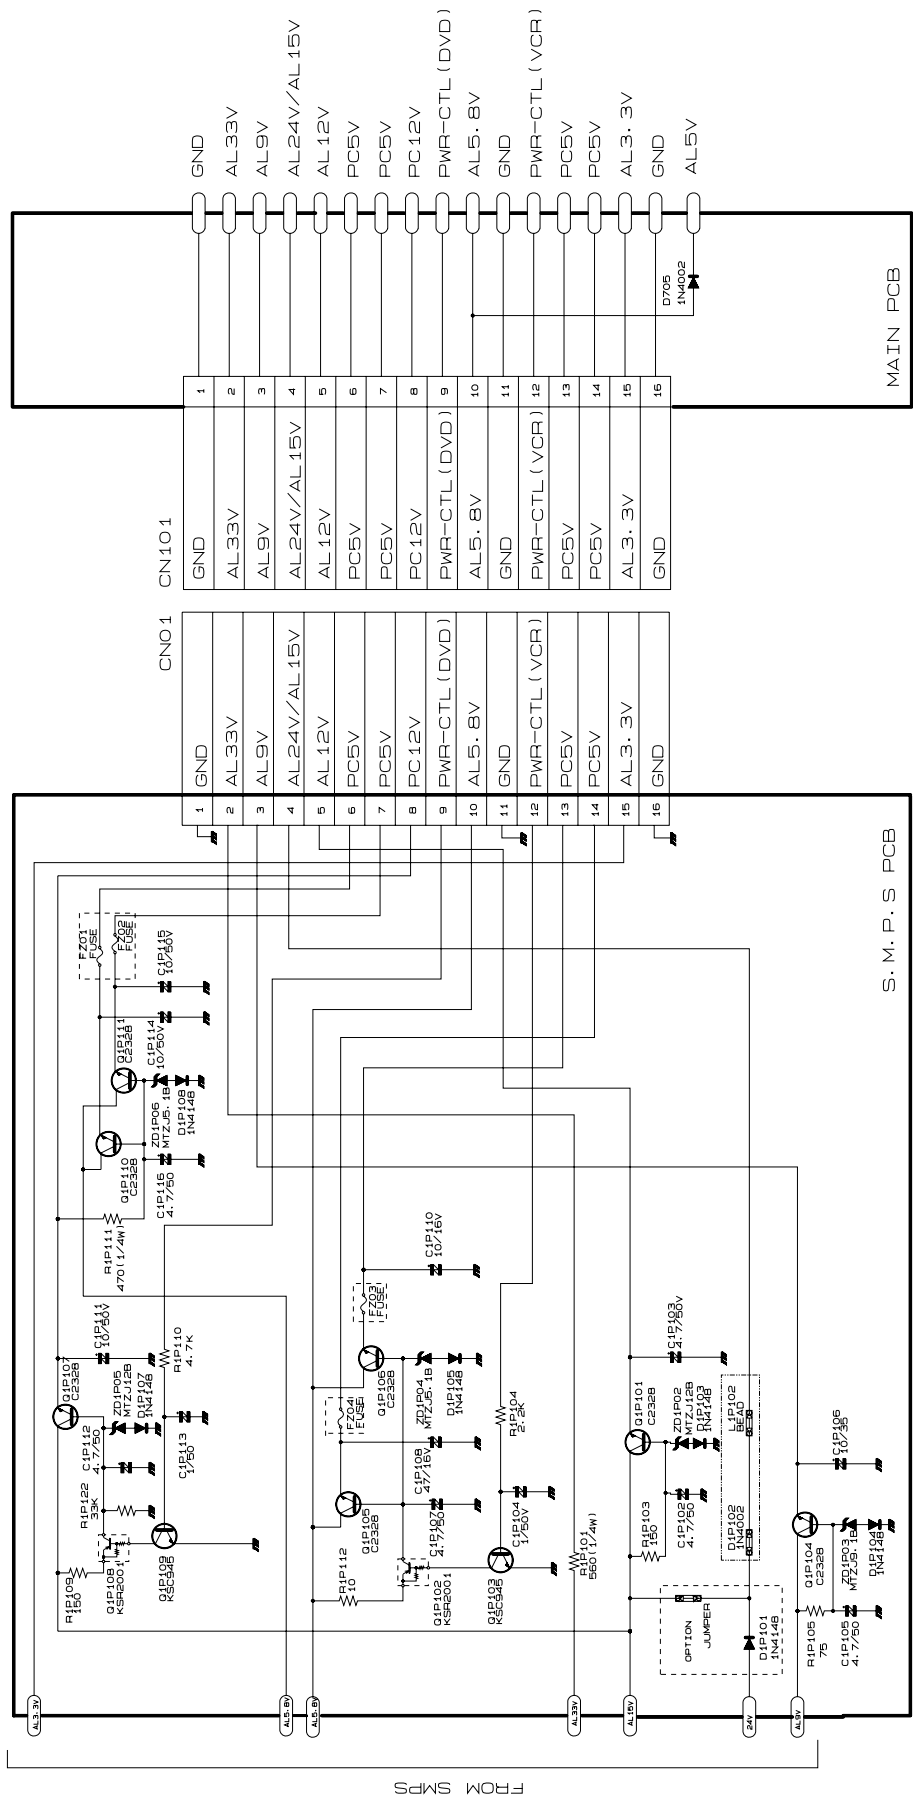 GND
AL33V
AL9V
AL24V/AL15V
AL12V
PC5V
PC5V
PC12V
PWR-CTL(DVD)
AL5.8V
GND
PWR-CTL(VCR)
PC5V
PC5V
AL3.3V
GND
AL5V
D705
1N4002
MAIN PCB
CN101
1
2
3
4
5
6
7
8
9
10
11
12
13
14
15
16
GND
AL33V
AL9V
AL24V/AL15V
AL12V
PC5V
PC5V
PC12V
PWR-CTL(DVD)
AL5.8V
GND
PWR-CTL(VCR)
PC5V
PC5V
AL3.3V
GND
CN01
GND
AL33V
AL9V
AL24V/AL15V
AL12V
PC5V
PC5V
PC12V
PWR-CTL(DVD)
AL5.8V
GND
PWR-CTL(VCR)
PC5V
PC5V
AL3.3V
GND
1
2
3
4
5
6
7
8
9
10
11
12
13
14
15
16
S.M.P.S PCB
FZ01
FUSE
FZ02
FUSE
C1P115
10/50V
C1P114
10/50V
Q1P111
C2328
ZD1P06
MTZJ5.1B
D1P108
1N4148
Q1P110
C2328
C1P116
4.7/50
R1P111
470(1/4W)
C1P111
10/50V
R1P110
4.7K
Q1P107
C2328
ZD1P05
MTZJ12B
D1P107
1N4148
C1P112
4.7/50
C1P113
1/50
R1P122
33K
R1P109
150
Q1P108
KSR2001
Q1P109
KSC945
C1P110
10/16V
FZ03
FUSE
FZ04
FUSE
Q1P106
C2328
ZD1P04
MTZJ5.1B
D1P105
1N4148
R1P104
2.2K
C1P108
47/16V
Q1P105
C2328
C1P107
4.7/50V
C1P104
1/50V
R1P112
10
Q1P102
KSR2001
Q1P103
KSC945
R1P101
560(1/4W)
C1P103
4.7/50V
Q1P101
C2328
ZD1P02
MTZJ12B
D1P103
1N4148
L1P102
BEAD
R1P103
150
C1P102
4.7/50
D1P102
1N4002
OPTION
JUMPER
D1P101
1N4148
C1P106
10/35
Q1P104
C2328
ZD1P03
MTZJ9.1B
D1P104
1N4148
R1P105
75
C1P105
4.7/50
AL3.3V
AL5.8V
AL5.8V
AL33V
AL15V
24V
AL9V
FROM SMPS